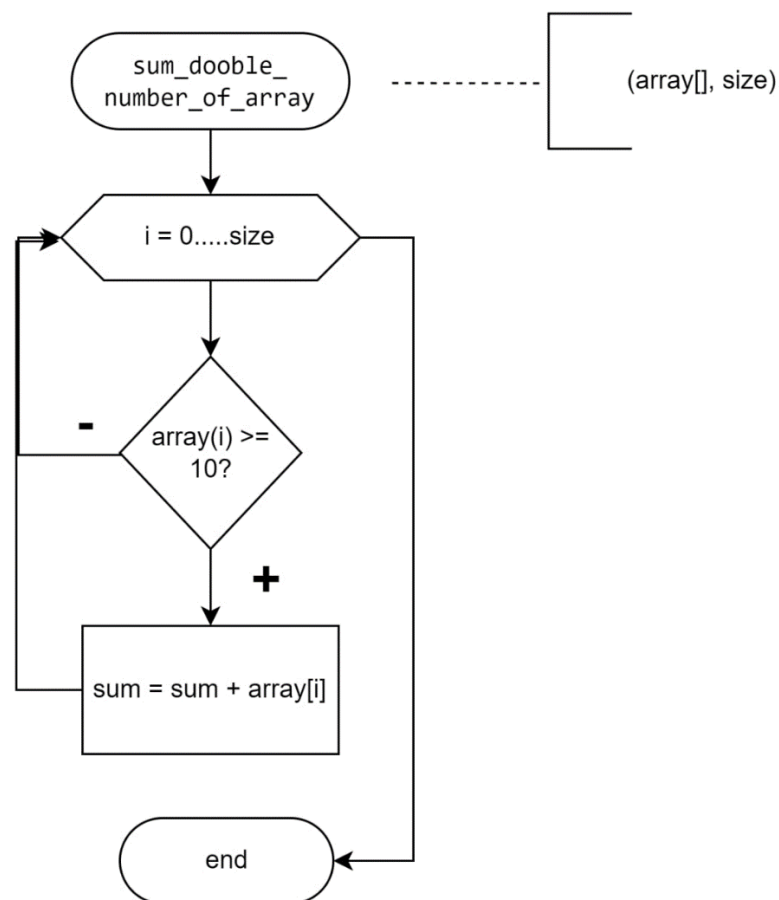 sum_dooble_
number_of_array
(array[], size)
i = 0.....size
-
array(i) >=
10?
+
sum = sum + array[i]
end